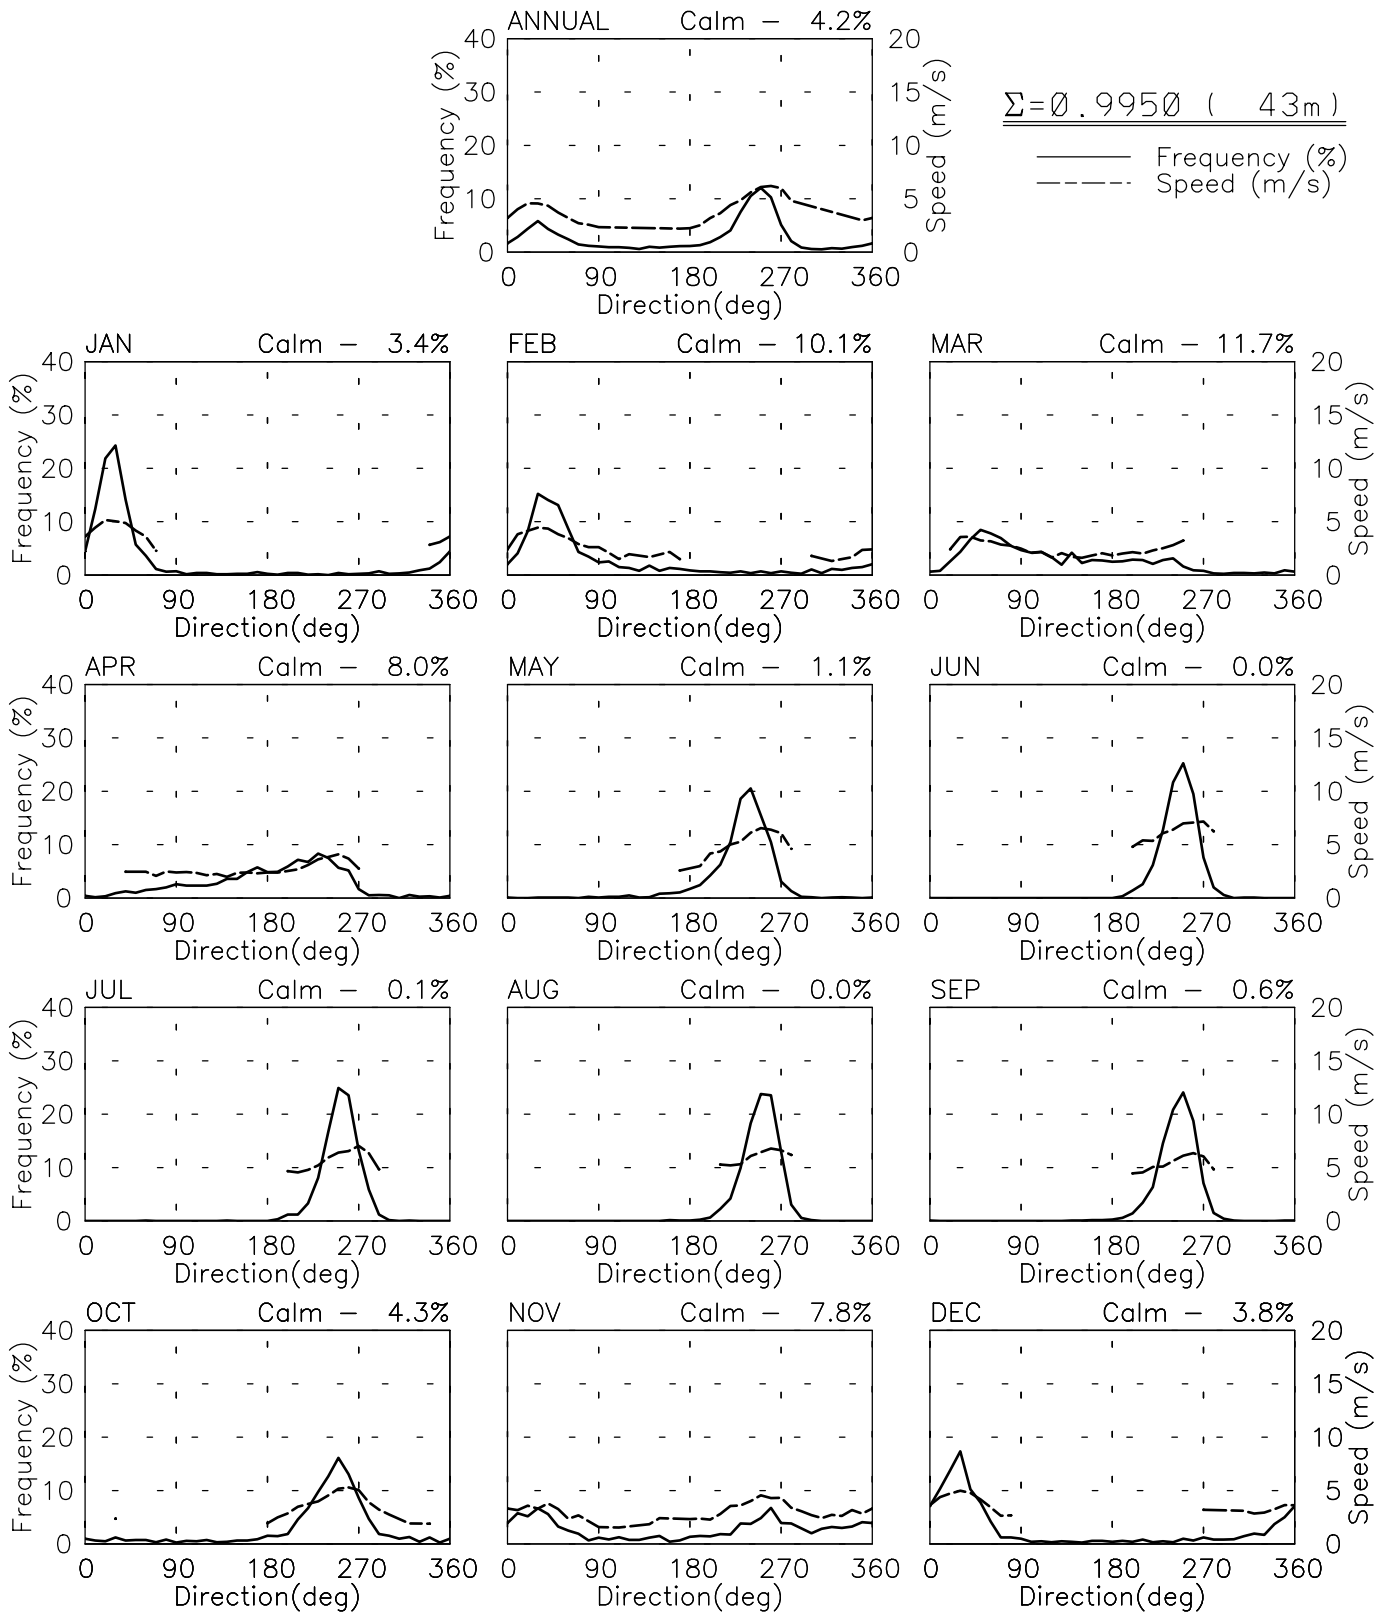 ANNUAL Calm - 4.2%
Frequency (%)
40
30
20
10
0
Speed (m/s)
20
15
10
5
0
0 90 180 270 360
Direction(deg)
Σ=0.9950 ( 43m)
Frequency (%)
Speed (m/s)
JAN Calm - 3.4%
FEB Calm - 10.1%
MAR Calm - 11.7%
Frequency (%)
40
30
20
10
0
Speed (m/s)
20
15
10
5
0
0 90 180 270 360 0 90 180 270 360 0 90 180 270 360
Direction(deg) Direction(deg) Direction(deg)
APR Calm - 8.0%
MAY Calm - 1.1%
JUN Calm - 0.0%
Frequency (%)
40
30
20
10
0
Speed (m/s)
20
15
10
5
0
0 90 180 270 360 0 90 180 270 360 0 90 180 270 360
Direction(deg) Direction(deg) Direction(deg)
JUL Calm - 0.1%
AUG Calm - 0.0%
SEP Calm - 0.6%
Frequency (%)
40
30
20
10
0
Speed (m/s)
20
15
10
5
0
0 90 180 270 360 0 90 180 270 360 0 90 180 270 360
Direction(deg) Direction(deg) Direction(deg)
OCT Calm - 4.3%
NOV Calm - 7.8%
DEC Calm - 3.8%
Frequency (%)
40
30
20
10
0
Speed (m/s)
20
15
10
5
0
0 90 180 270 360 0 90 180 270 360 0 90 180 270 360
Direction(deg) Direction(deg) Direction(deg)